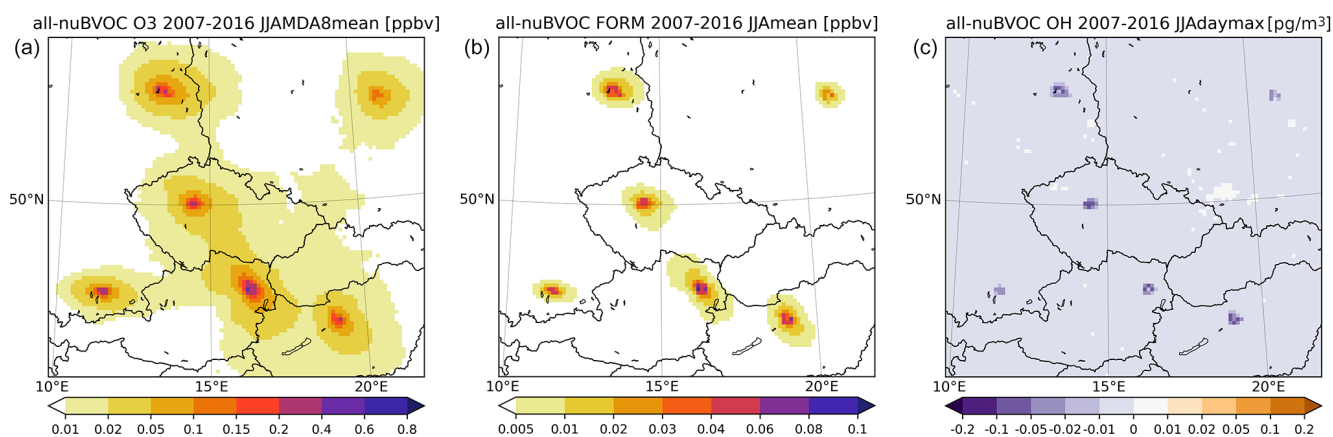 all-nuBVOC O3 2007-2016 JJAMDA8mean [ppbv]
(a)
50°N
10°E 15°E 20°E
0.01 0.02 0.05 0.1 0.15 0.2 0.4 0.6 0.8
all-nuBVOC FORM 2007-2016 JJAmean [ppbv]
(b)
50°N
10°E 15°E 20°E
0.005 0.01 0.02 0.03 0.04 0.06 0.08 0.1
all-nuBVOC OH 2007-2016 JJAdaymax [pg/m³]
(c)
50°N
10°E 15°E 20°E
-0.2 -0.1 -0.05 -0.02 -0.01 0 0.01 0.02 0.05 0.1 0.2